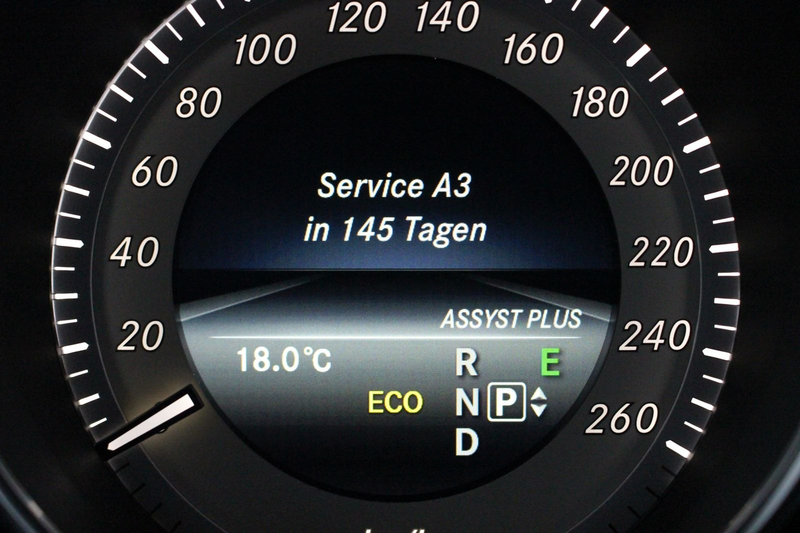 120 140
100 160
80 180
60 200
40 220
20 240
260
Service A3
in 145 Tagen
ASSYST PLUS
18.0°C
R E
ECO N P
D